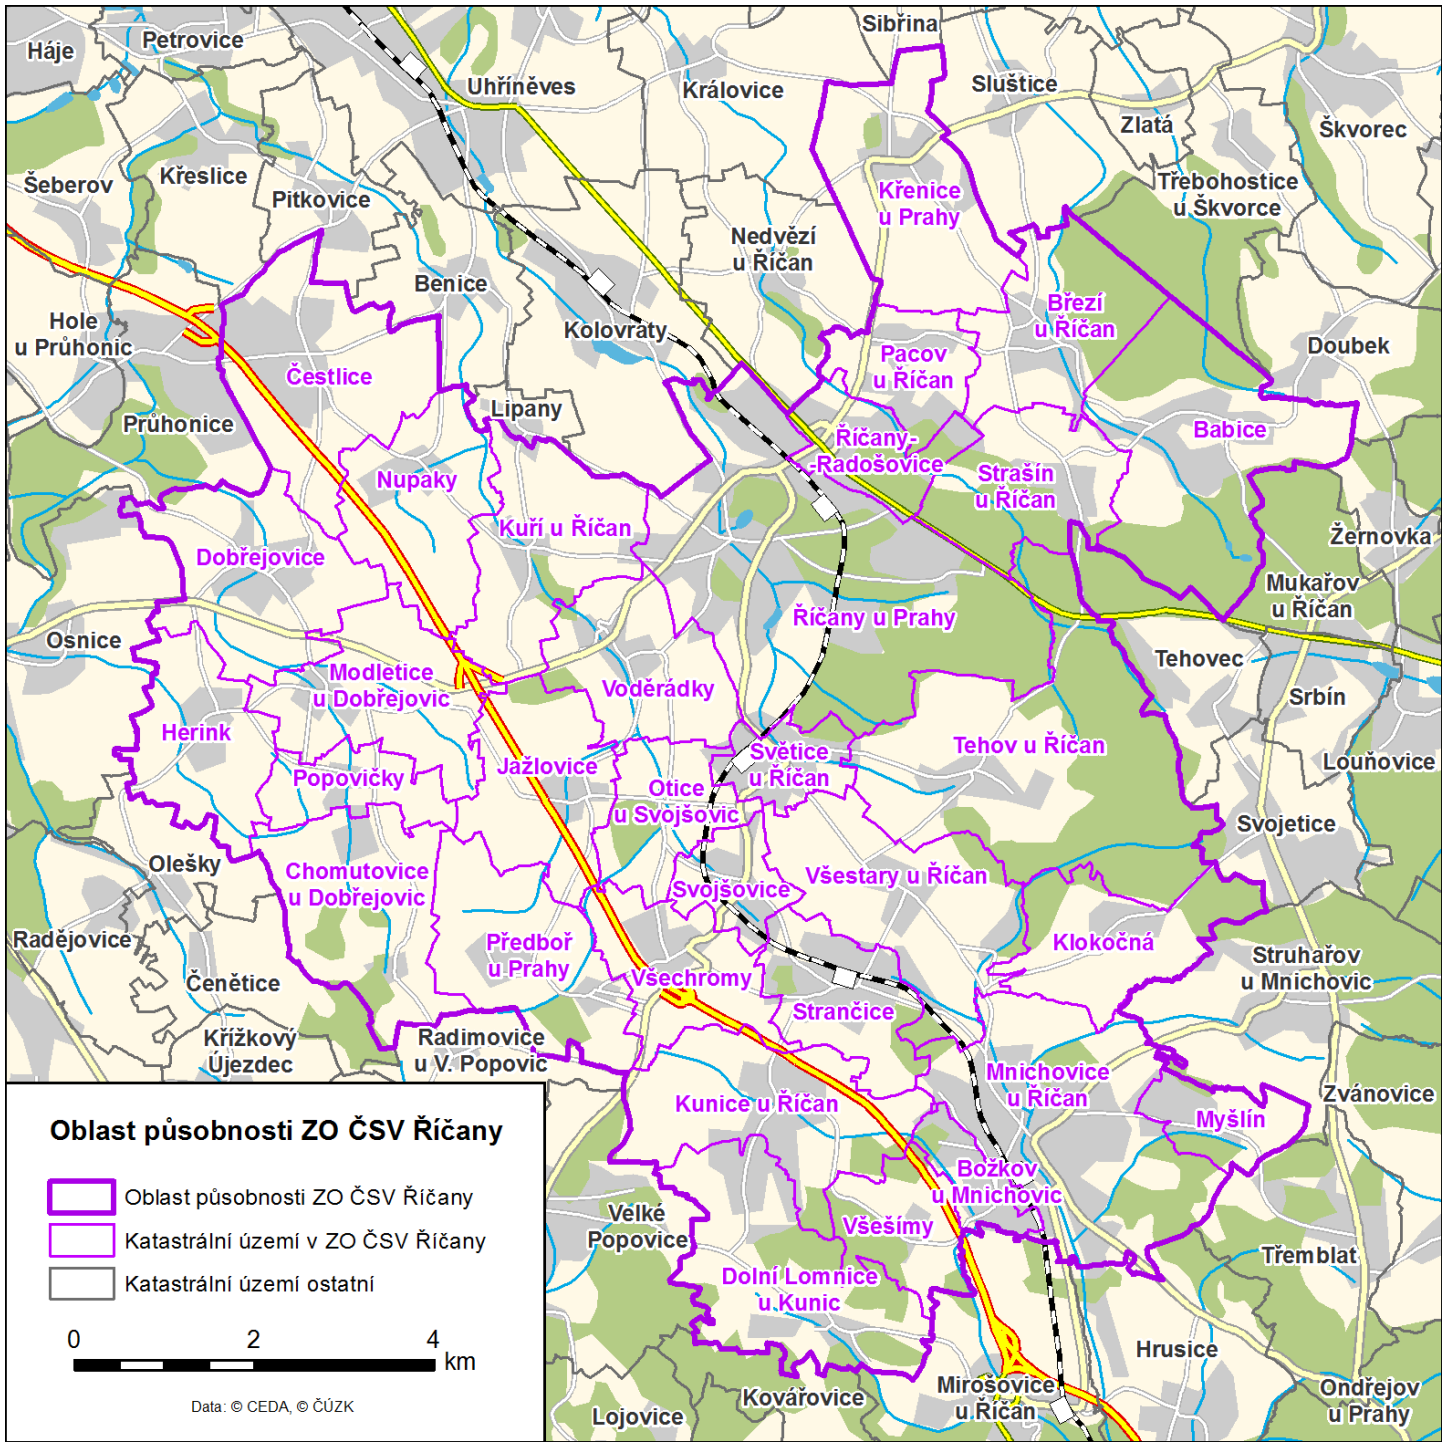 Sibřina
Háje
Petrovice
Uhříněves
Královice
Sluštice
Zlatá
Škvorec
Šeberov
Křeslice
Pitkovice
Křenice
u Prahy
Třebohostice
u Škvorce
Nedvězí
u Říčan
Benice
Hole
u Průhonic
Kolovraty
Březí
u Říčan
Doubek
Pacov
u Říčan
Čestlice
Průhonice
Lipany
Říčany-
-Radošovice
Babice
Nupaky
Strašín
u Říčan
Kuří u Říčan
Dobřejovice
Žernovka
Mukařov
u Říčan
Osnice
Říčany u Prahy
Tehovec
Modletice
u Dobřejovic
Voděrádky
Srbín
Herink
Tehov u Říčan
Světice
u Říčan
Popovičky
Jažlovice
Louňovice
Otice
u Svojšovic
Svojetice
Olešky
Chomutovice
u Dobřejovic
Svojšovice
Všestary u Říčan
Radějovice
Předboř
u Prahy
Klokočná
Čenětice
Všechromy
Struhařov
u Mnichovic
Strančice
Křížkový
Újezdec
Radimovice
u V. Popovic
Mnichovice
u Říčan
Kunice u Říčan
Zvánovice
Myšlín
Božkov
u Mnichovic
Velké
Popovice
Všešímy
Třemblat
Dolní Lomnice
u Kunic
Hrusice
Mirošovice
u Říčan
Ondřejov
u Prahy
Kovářovice
Lojovice
Oblast působnosti ZO ČSV Říčany
Oblast působnosti ZO ČSV Říčany
Katastrální území v ZO ČSV Říčany
Katastrální území ostatní
0 2 4
km
Data: © CEDA, © ČÚZK